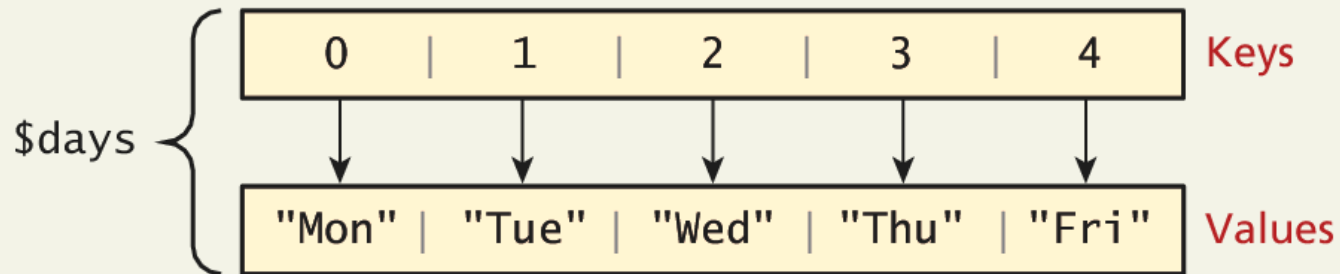 0 | 1 | 2 | 3 | 4 Keys
$days
"Mon" | "Tue" | "Wed" | "Thu" | "Fri" Values